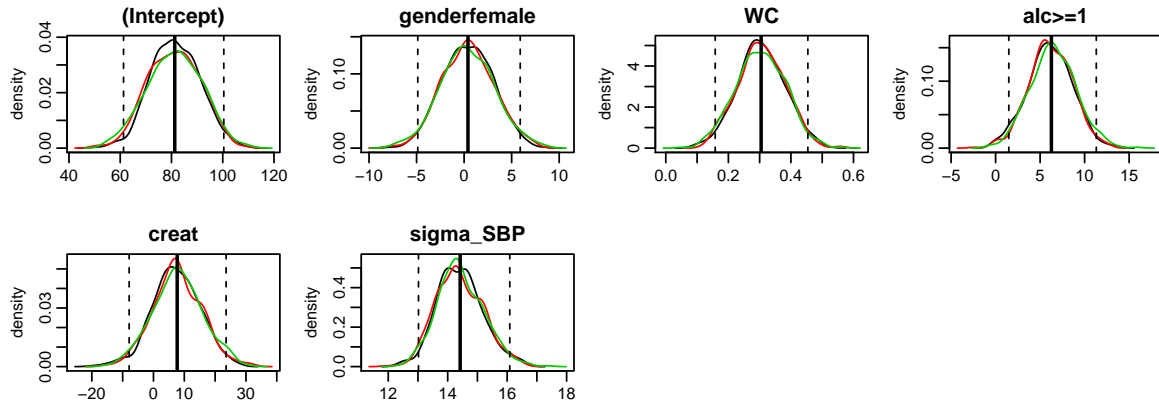 (Intercept)
density
0.00 0.02 0.04
40 60 80 100 120
genderfemale
density
0.00 0.10
−10 −5 0 5 10
WC
density
0 2 4
0.0 0.2 0.4 0.6
alc>=1
density
0.00 0.10
−5 0 5 10 15
creat
density
0.00 0.03
−20 0 10 30
sigma_SBP
density
0.0 0.2 0.4
12 14 16 18